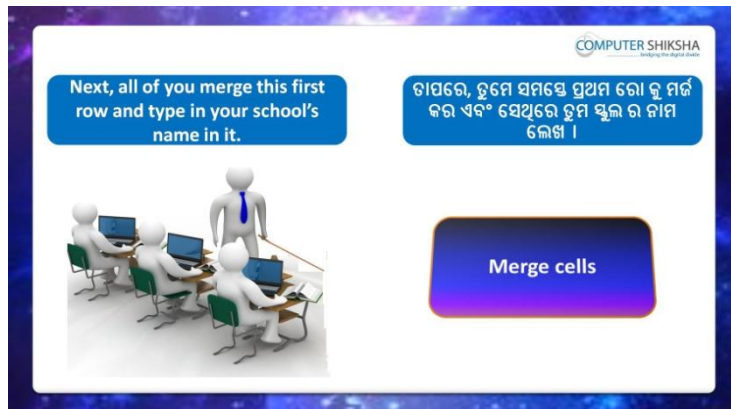 COMPUTER SHIKSHA
bridging the digital divide
Next, all of you merge this first
row and type in your school's
name in it.
ତାପରେ, ତୁମେ ସମସ୍ତେ ପ୍ରଥମ ରୋ କୁ ମର୍ଜ
କର ଏବଂ ସେଥିରେ ତୁମ ସ୍କୁଲ ର ନାମ
ଲେଖ ।
Merge cells